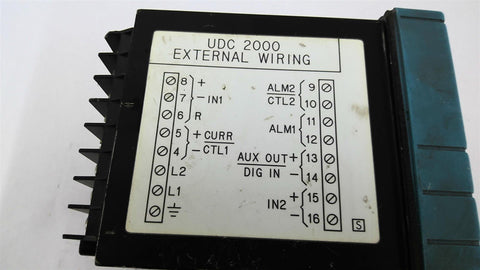 UDC 2000
EXTERNAL WIRING
8 +
7 - IN1
6 R
5 + CURR
4 - CTL1
L2
L1
ALM2 9
CTL2 10
11
ALM1
12
AUX OUT + 13
DIG IN - 14
+ 15
IN2
- 16
S